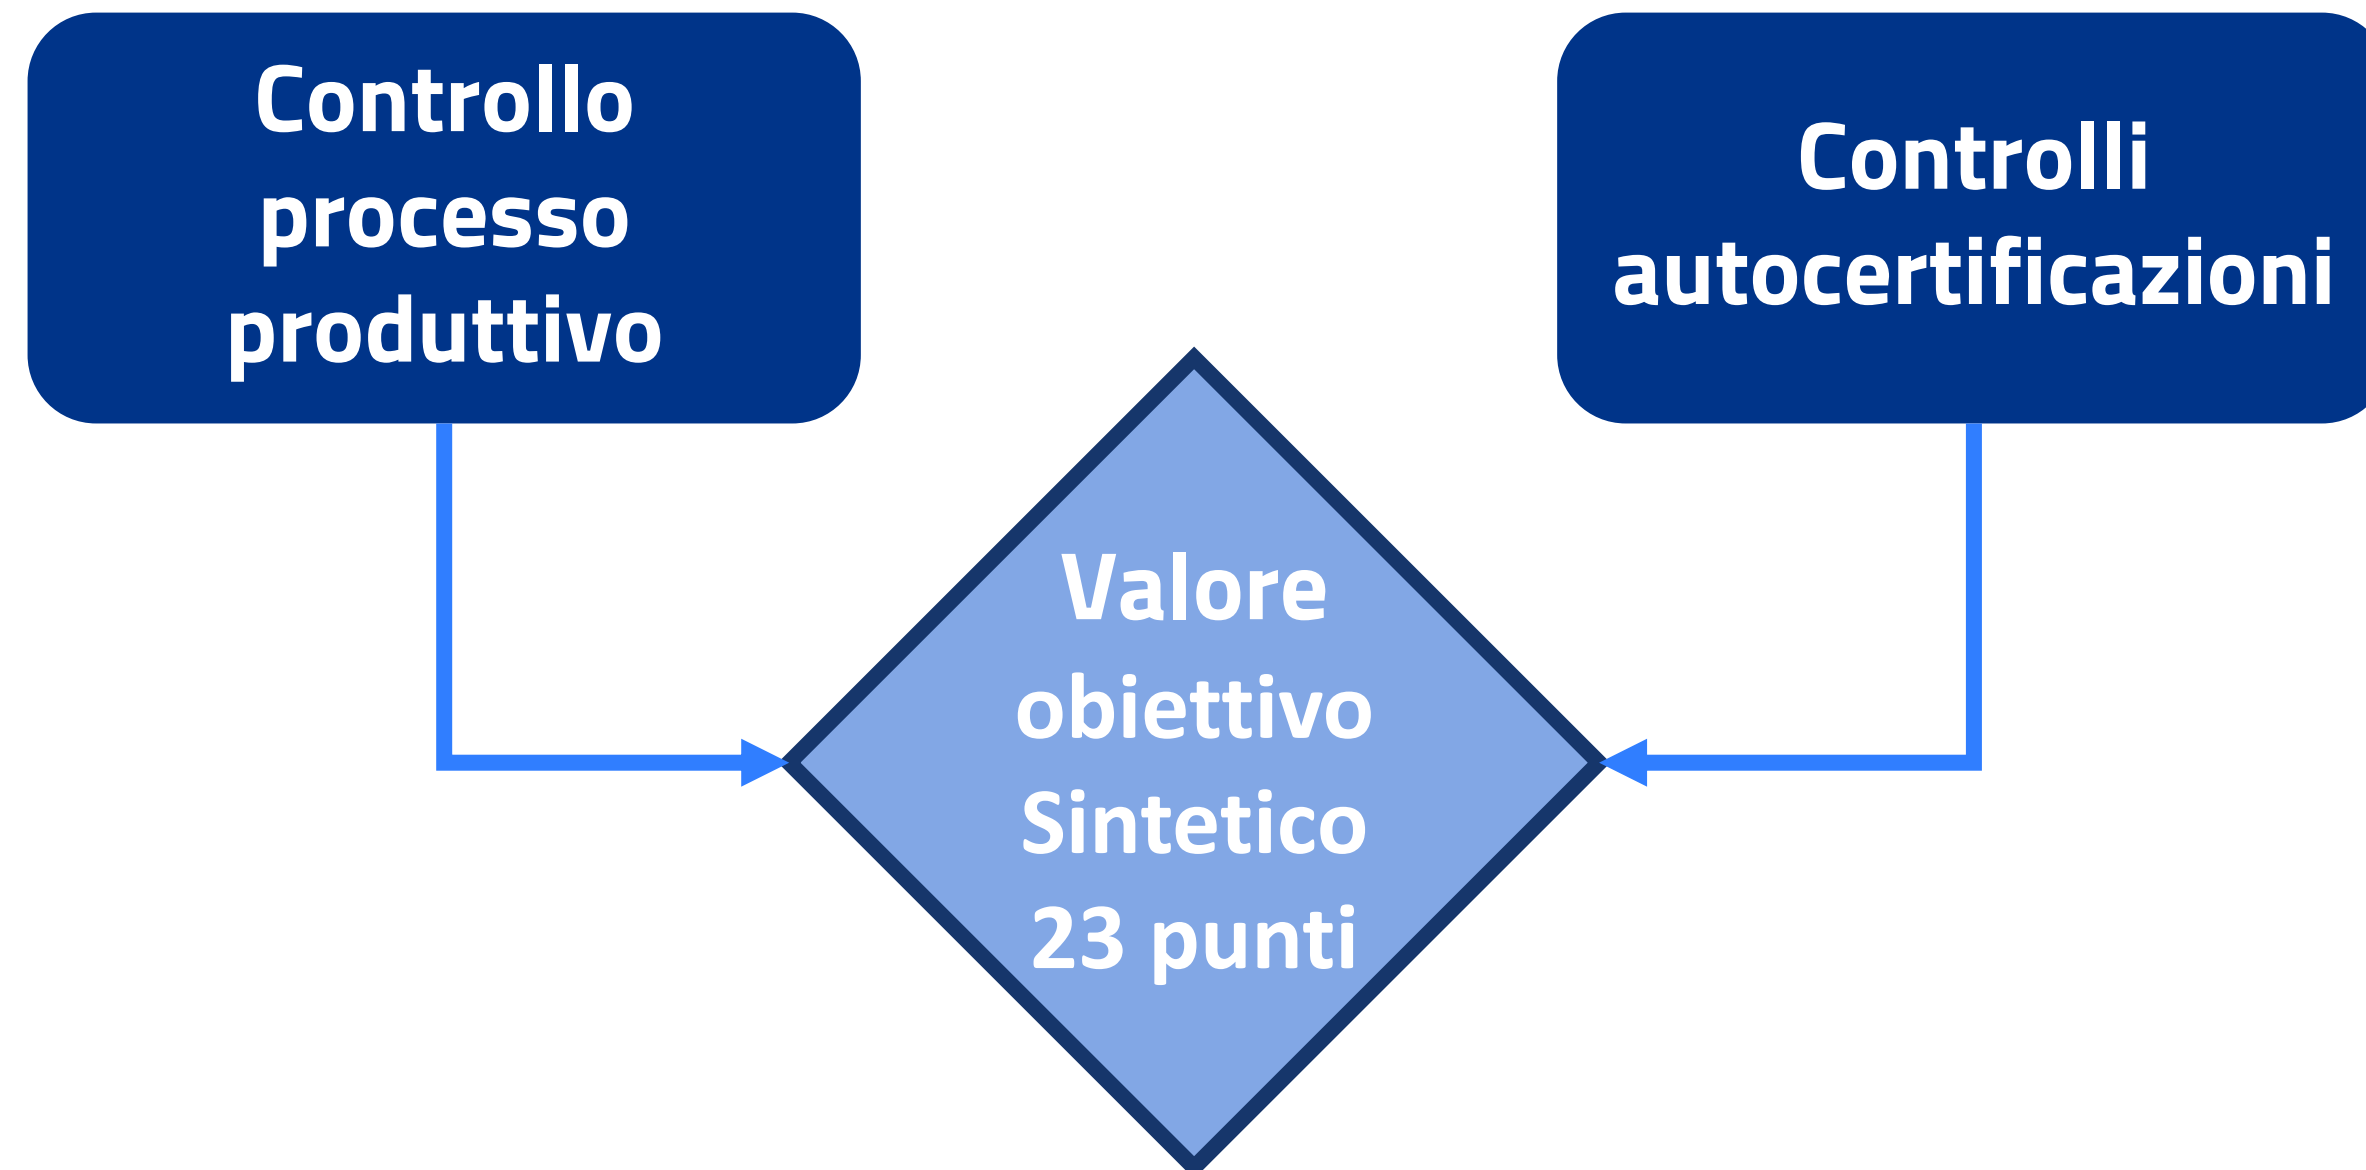 Controllo
processo
produttivo
Controlli
autocertificazioni
Valore
obiettivo
Sintetico
23 punti